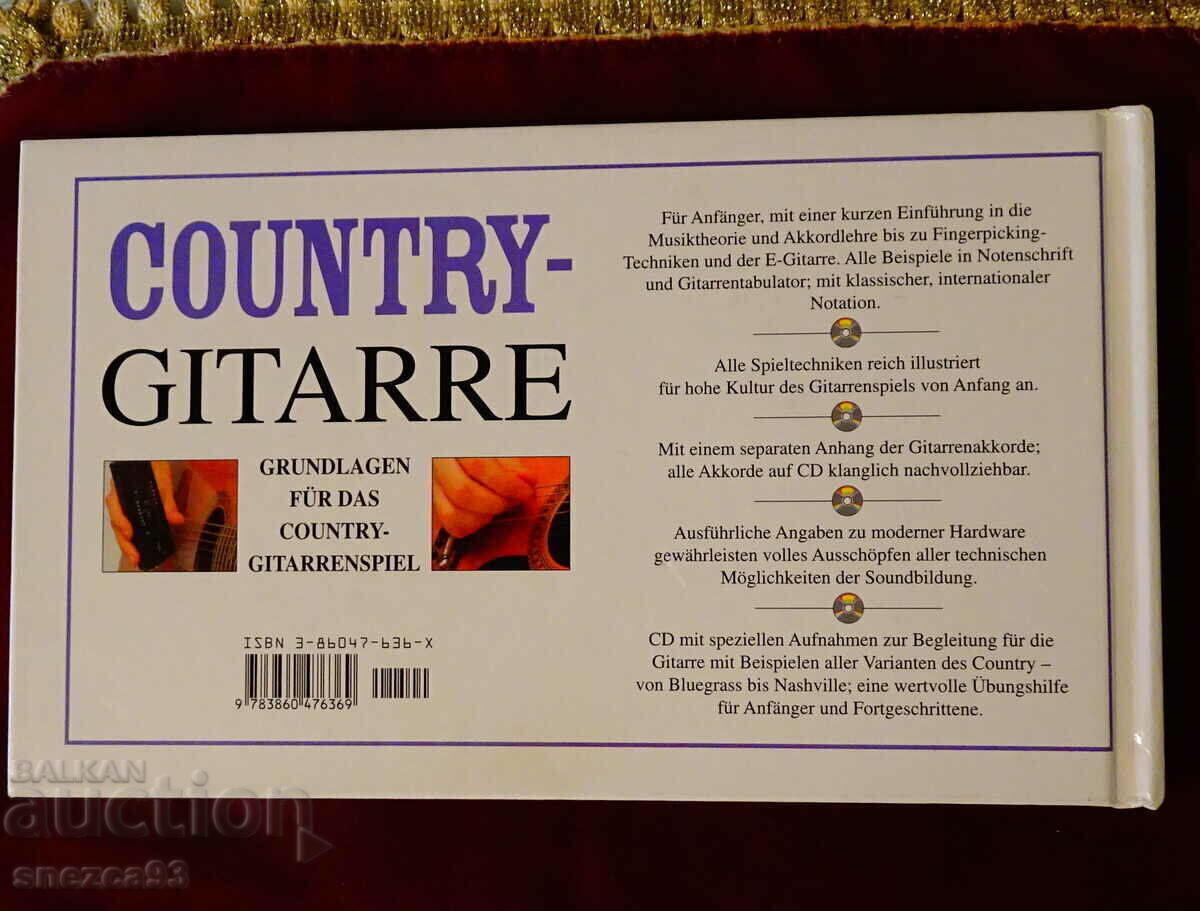 COUNTRY-
GITARRE
GRUNDLAGEN
FÜR DAS
COUNTRY-
GITARRENSPIEL
ISBN 3-86047-636-X
9 783860 476369
Für Anfänger, mit einer kurzen Einführung in die
Musiktheorie und Akkordlehre bis zu Fingerpicking-
Techniken und der E-Gitarre. Alle Beispiele in Notenschrift
und Gitarrentabulator; mit klassischer, internationaler
Notation.
Alle Spieltechniken reich illustriert
für hohe Kultur des Gitarrenspiels von Anfang an.
Mit einem separaten Anhang der Gitarrenakkorde;
alle Akkorde auf CD klanglich nachvollziehbar.
Ausführliche Angaben zu moderner Hardware
gewährleisten volles Ausschöpfen aller technischen
Möglichkeiten der Soundbildung.
CD mit speziellen Aufnahmen zur Begleitung für die
Gitarre mit Beispielen aller Varianten des Country –
von Bluegrass bis Nashville; eine wertvolle Übungshilfe
für Anfänger und Fortgeschrittene.
BALKAN
auction
snezca93